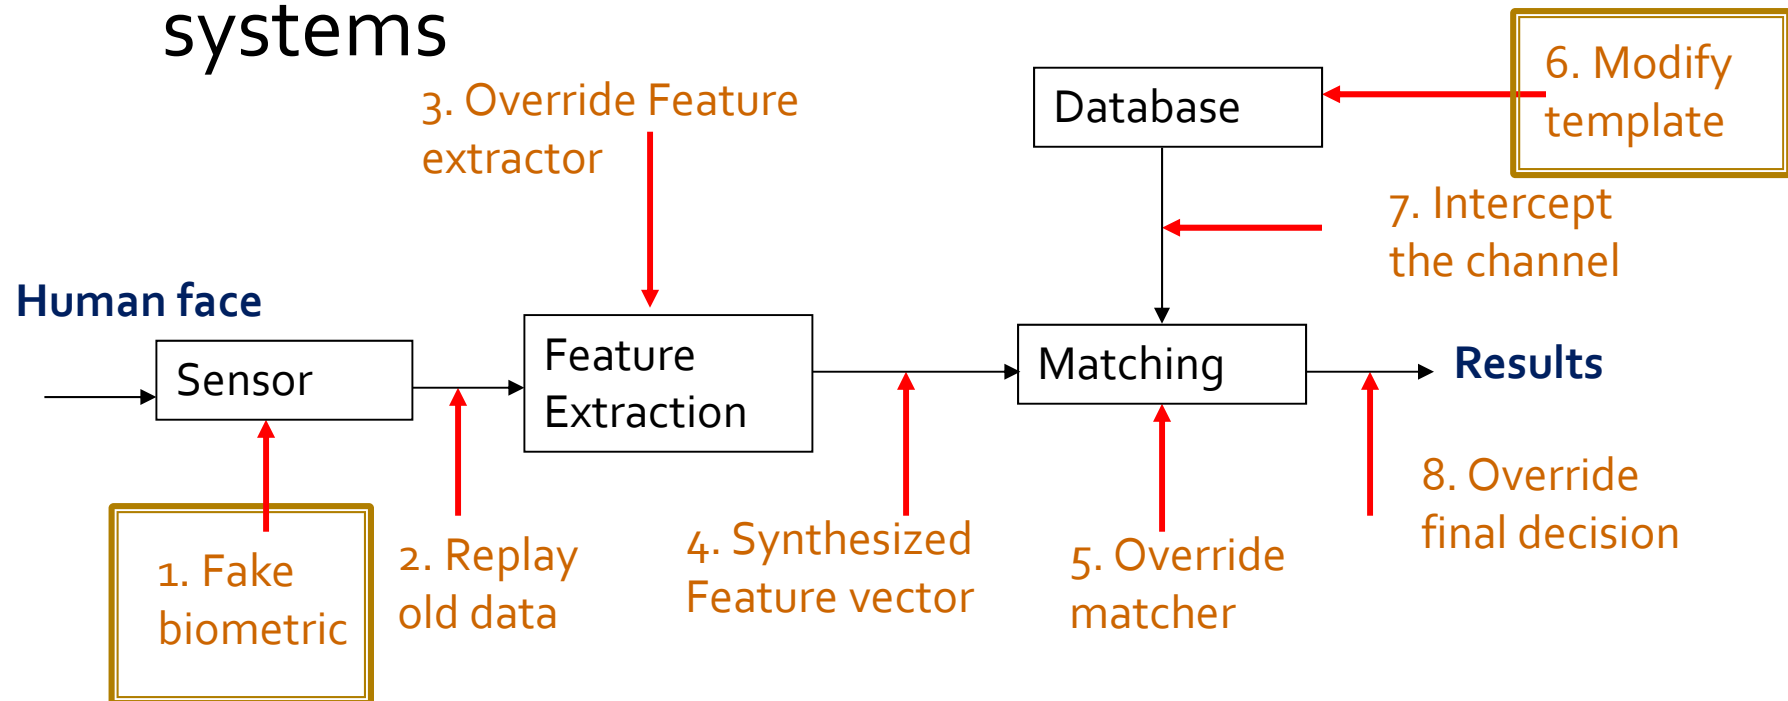 systems
3. Override Feature
extractor
Database
6. Modify
template
7. Intercept
the channel
Human face
Sensor
Feature
Extraction
Matching
Results
1. Fake
biometric
2. Replay
old data
4. Synthesized
Feature vector
5. Override
matcher
8. Override
final decision